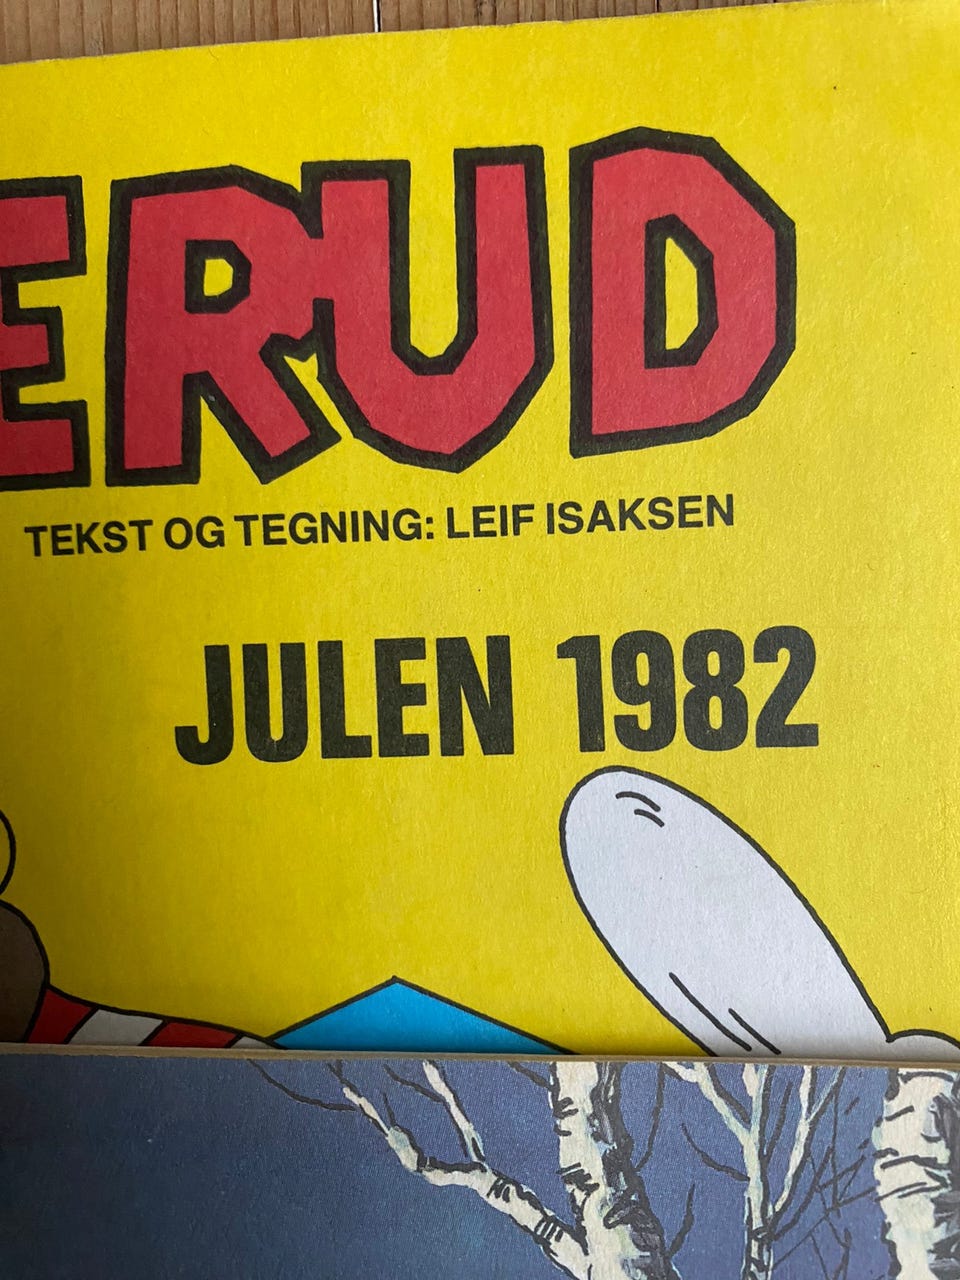 ERUD
TEKST OG TEGNING: LEIF ISAKSEN
JULEN 1982